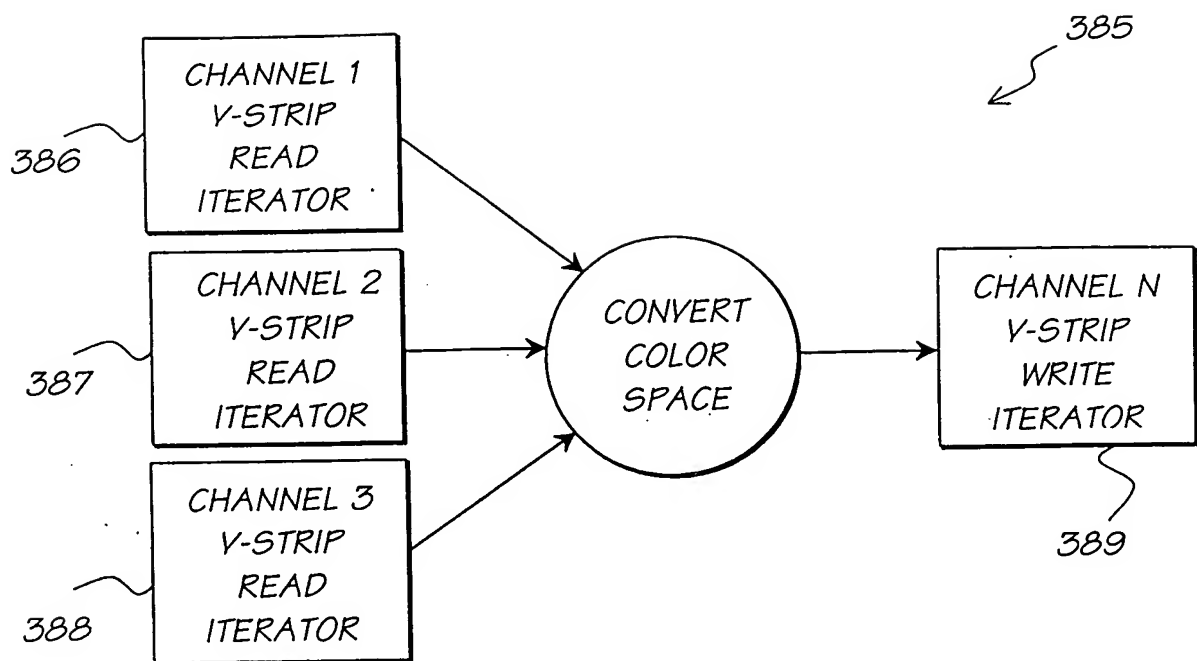 385
CHANNEL 1
V-STRIP
READ
ITERATOR
386
CHANNEL 2
V-STRIP
READ
ITERATOR
387
CONVERT
COLOR
SPACE
CHANNEL N
V-STRIP
WRITE
ITERATOR
389
CHANNEL 3
V-STRIP
READ
ITERATOR
388